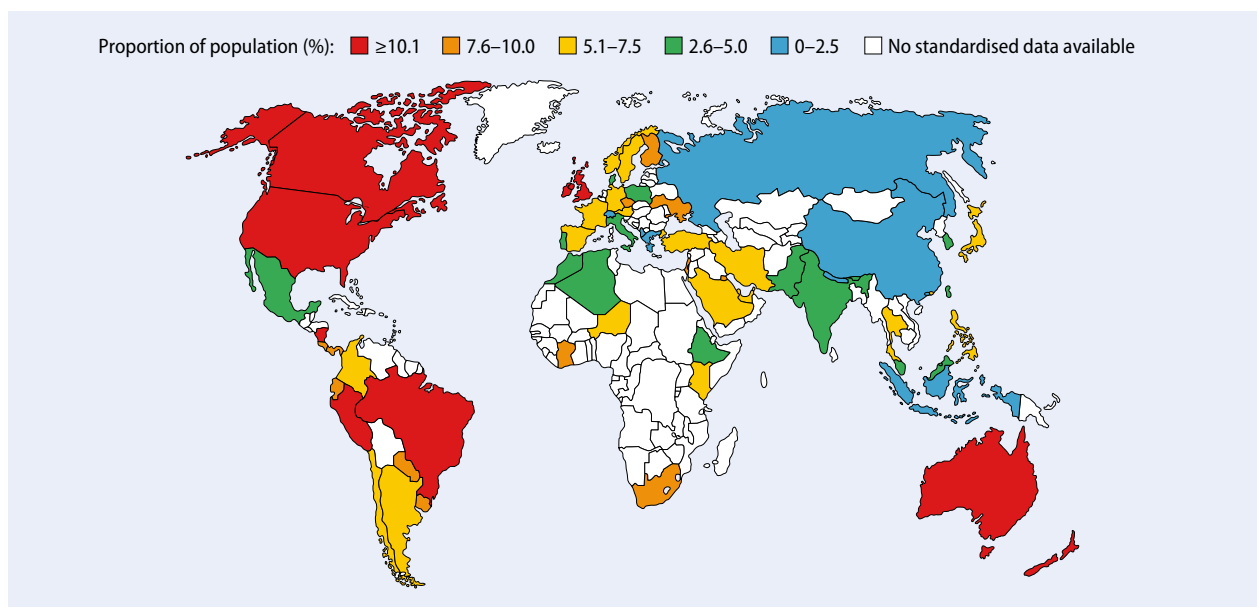 Proportion of population (%): ≥10.1 7.6–10.0 5.1–7.5 2.6–5.0 0–2.5 No standardised data available